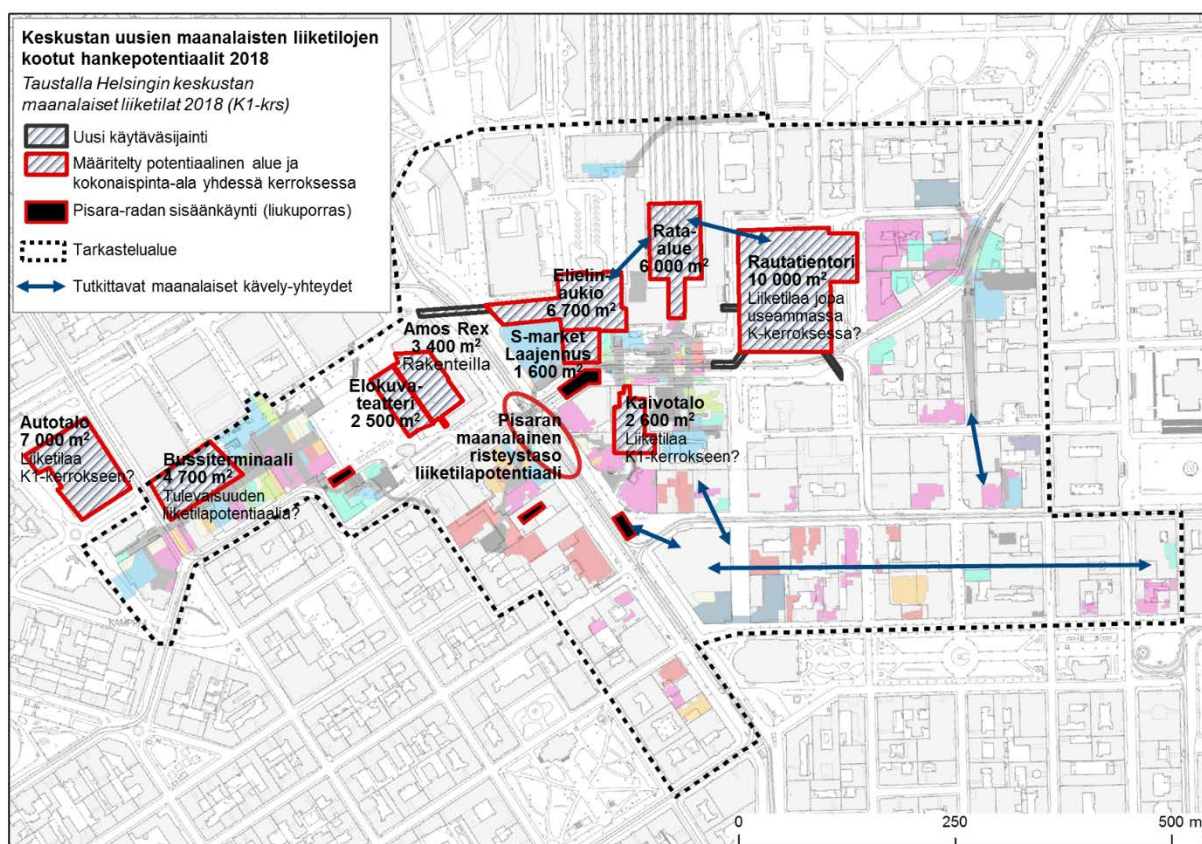 Keskustan uusien maanalaisten liiketilojen
kootut hankepotentiaalit 2018
Taustalla Helsingin keskustan
maanalaiset liiketilat 2018 (K1-krs)
Uusi käytäväsijainti
Määritelty potentiaalinen alue ja
kokonaispinta-ala yhdessä kerroksessa
Pisara-radan sisäänkäynti (liukuporras)
Tarkastelualue
Tutkittavat maanalaiset kävely-yhteydet
Rata-
alue
6 000 m²
Rautatientori
10 000 m²
Liiketilaa jopa
useammassa
K-kerroksessa?
Elielin-
aukio
6 700 m²
Amos Rex
3 400 m²
Rakenteilla
S-market
Laajennus
1 600 m²
Elokuva-
teatteri
2 500 m²
Kaivotalo
2 600 m²
Liiketilaa
K1-kerrokseen?
Pisaran
maanalainen
risteystaso
liiketilapotentiaali
Autotalo
7 000 m²
Liiketilaa
K1-kerrokseen?
Bussiterminaali
4 700 m²
Tulevaisuuden
liiketilapotentiaalia?
KAMPPI
0 250 500 m